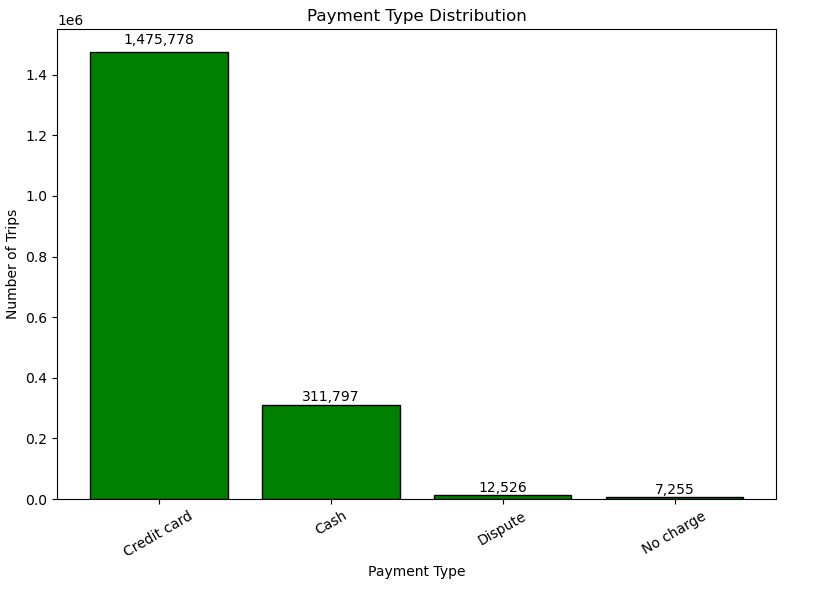 Payment Type Distribution
1e6
1,475,778
1.4
1.2
1.0
0.8
0.6
0.4
0.2
0.0
Number of Trips
311,797
12,526
7,255
Credit card
Cash
Dispute
No charge
Payment Type